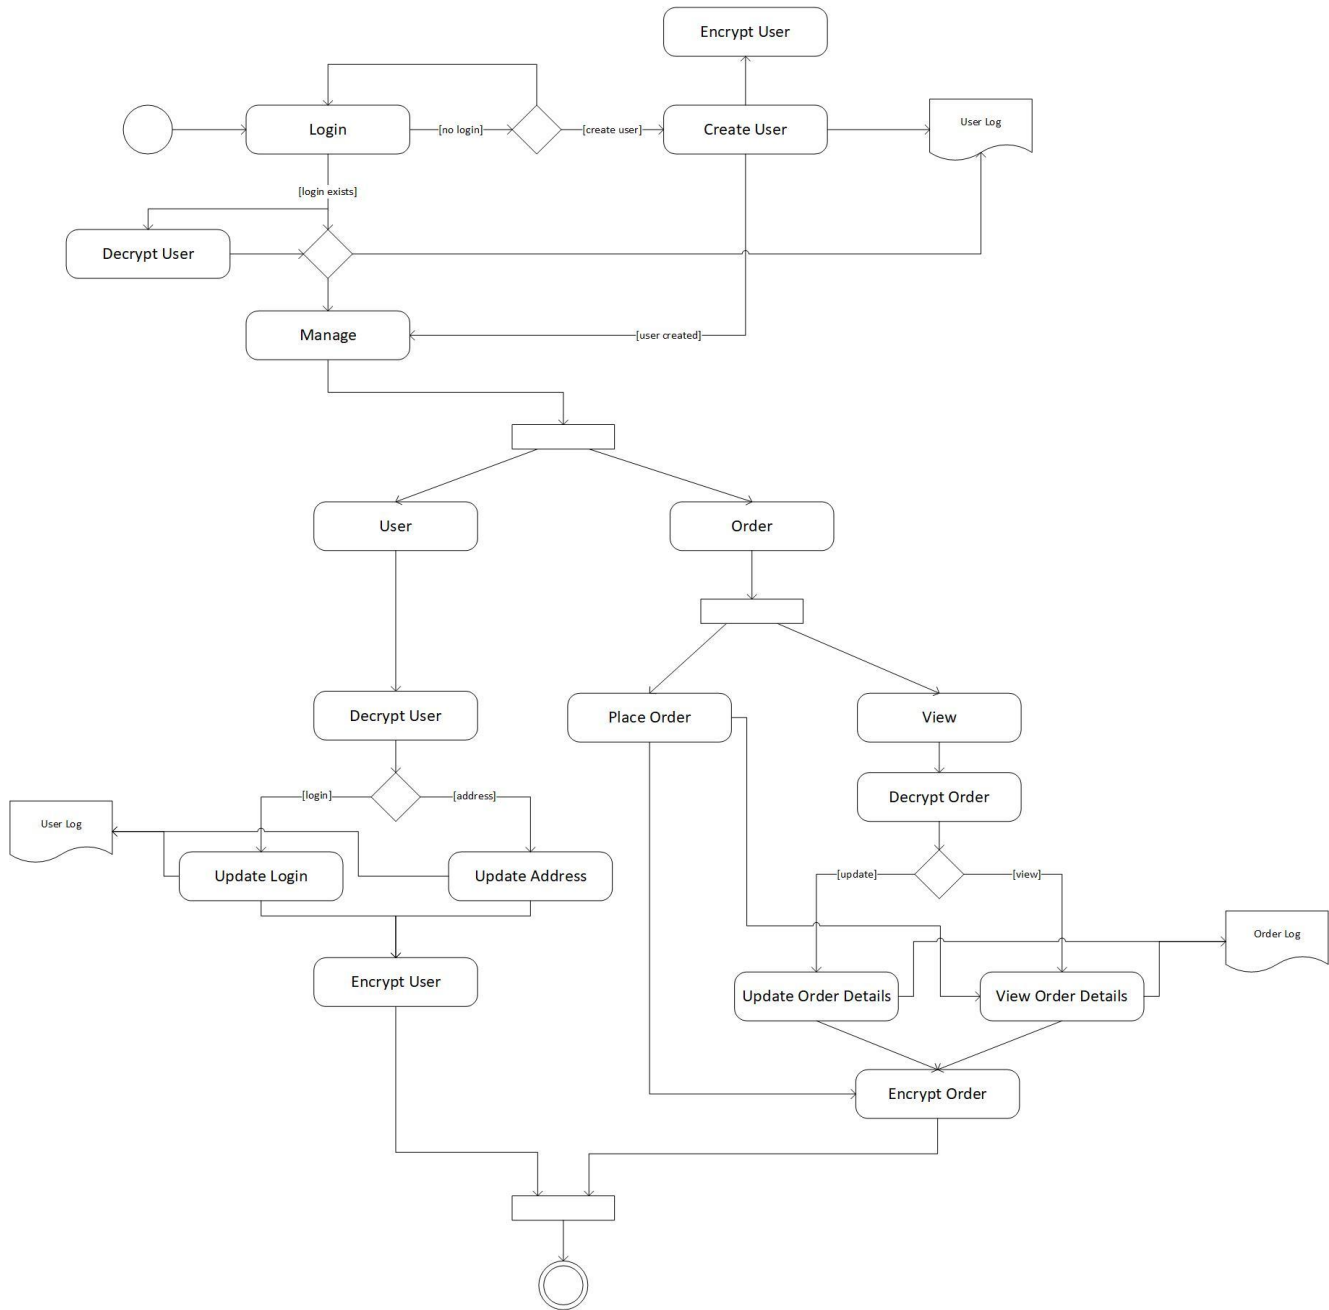 Encrypt User
Login
[no login]
[create user]
Create User
User Log
[login exists]
Decrypt User
Manage
[user created]
User
Order
Decrypt User
Place Order
View
Decrypt Order
[login]
[address]
User Log
Update Login
Update Address
[update]
[view]
Order Log
Encrypt User
Update Order Details
View Order Details
Encrypt Order